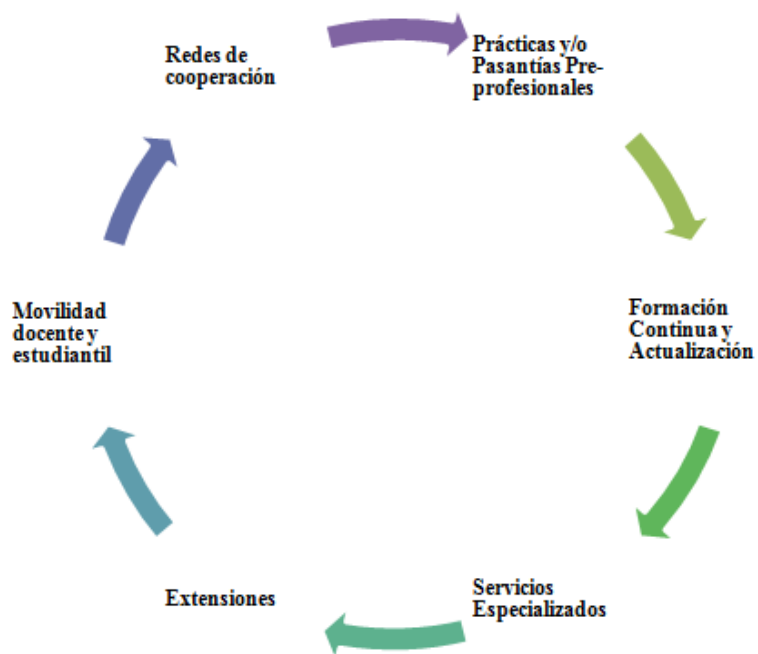 Redes de
cooperación
Prácticas y/o
Pasantías Pre-
profesionales
Formación
Continua y
Actualización
Servicios
Especializados
Extensiones
Movilidad
docente y
estudiantil